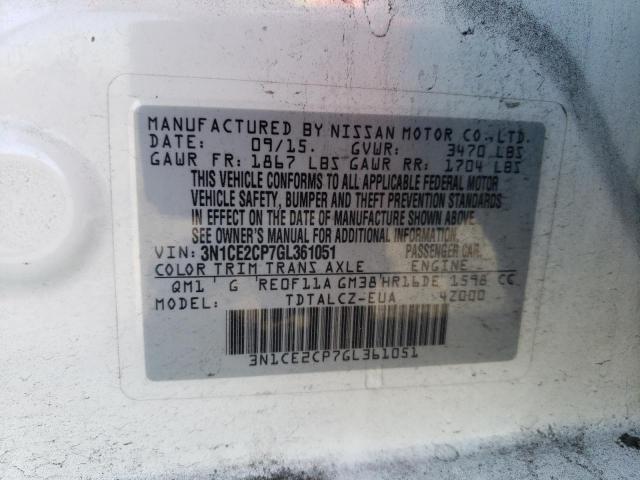 MANUFACTURED BY NISSAN MOTOR CO.,LTD.
DATE: 09/15. GVWR: 3470 LBS
GAWR FR: 1867 LBS GAWR RR: 1704 LBS
THIS VEHICLE CONFORMS TO ALL APPLICABLE FEDERAL MOTOR
VEHICLE SAFETY, BUMPER AND THEFT PREVENTION STANDARDS
IN EFFECT ON THE DATE OF MANUFACTURE SHOWN ABOVE.
SEE OWNER'S MANUAL FOR ADDITIONAL INFORMATION.
VIN: 3N1CE2CP7GL361051 PASSENGER CAR.
COLOR TRIM TRANS AXLE ENGINE
QM1 G RE0F11A GM38 HR16DE 1598 CC
MODEL: TDTALCZ-EUA 42000
3N1CE2CP7GL361051